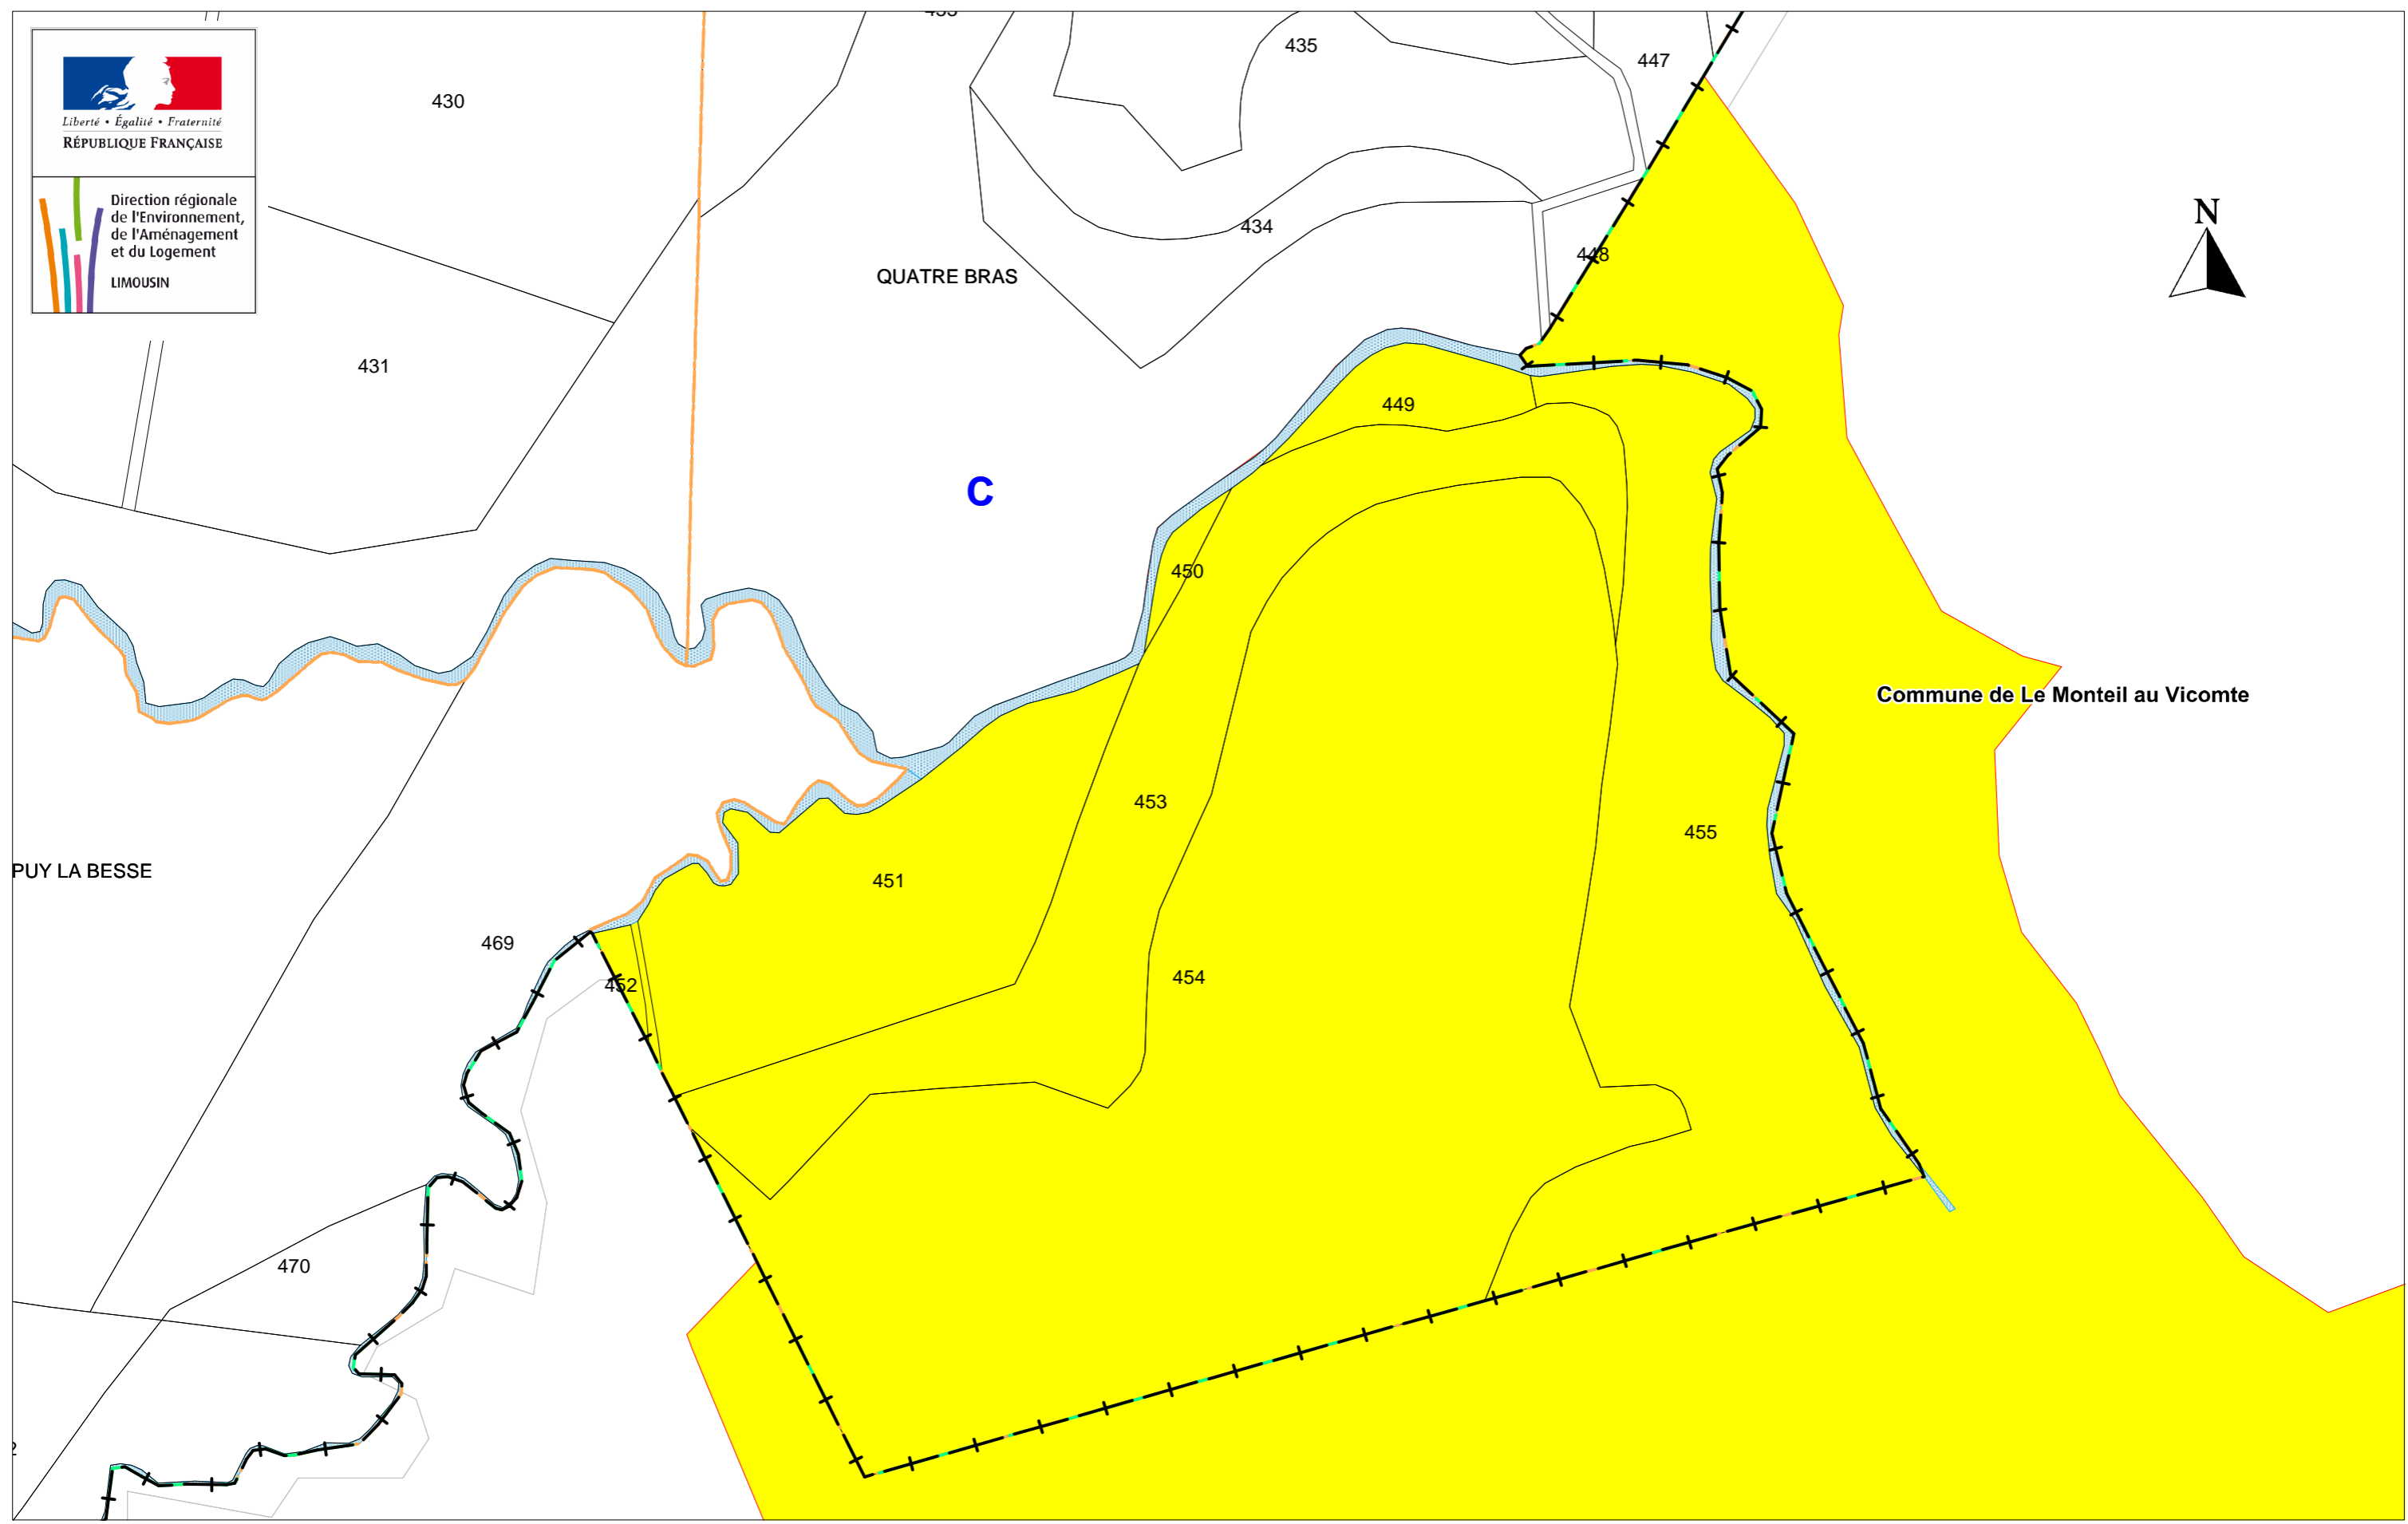 Liberté • Égalité • Fraternité
RÉPUBLIQUE FRANÇAISE
Direction régionale
de l'Environnement,
de l'Aménagement
et du Logement
LIMOUSIN
435
447
430
N
434
448
QUATRE BRAS
431
449
C
450
Commune de Le Monteil au Vicomte
453
455
PUY LA BESSE
451
469
454
452
470